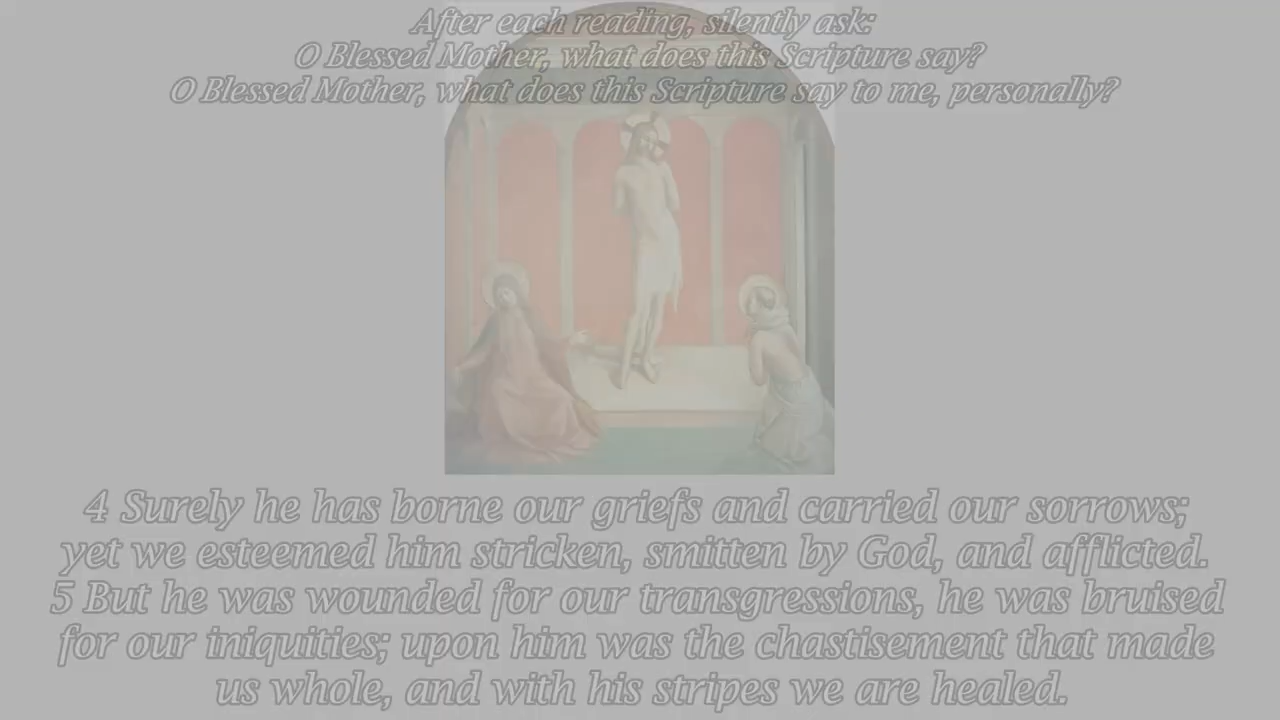 After each reading, silently ask:
O Blessed Mother, what does this Scripture say?
O Blessed Mother, what does this Scripture say to me, personally?
4 Surely he has borne our griefs and carried our sorrows;
yet we esteemed him stricken, smitten by God, and afflicted.
5 But he was wounded for our transgressions, he was bruised
for our iniquities; upon him was the chastisement that made
us whole, and with his stripes we are healed.